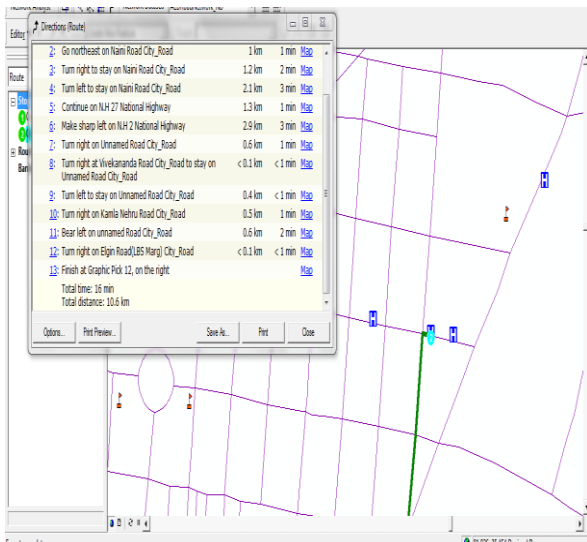 Directions (Route)
Editor
2: Go northeast on Naini Road City_Road 1 km 1 min Map
3: Turn right to stay on Naini Road City_Road 1.2 km 2 min Map
4: Turn left to stay on Naini Road City_Road 2.1 km 3 min Map
5: Continue on N.H 27 National Highway 1.3 km 1 min Map
6: Make sharp left on N.H 2 National Highway 2.9 km 3 min Map
7: Turn right on Unnamed Road City_Road 0.6 km 1 min Map
8: Turn right at Vivekananda Road City_Road to stay on < 0.1 km < 1 min Map
Unnamed Road City_Road
9: Turn left to stay on Unnamed Road City_Road 0.4 km < 1 min Map
10: Turn right on Kamla Nehru Road City_Road 0.5 km 1 min Map
11: Bear left on unnamed Road City_Road 0.6 km 2 min Map
12: Turn right on Elgin Road(LBS Marg) City_Road < 0.1 km < 1 min Map
13: Finish at Graphic Pick 12, on the right Map
Total time: 16 min
Total distance: 10.6 km
Options... Print Preview... Save As... Print Close
Route
H
H
H
H